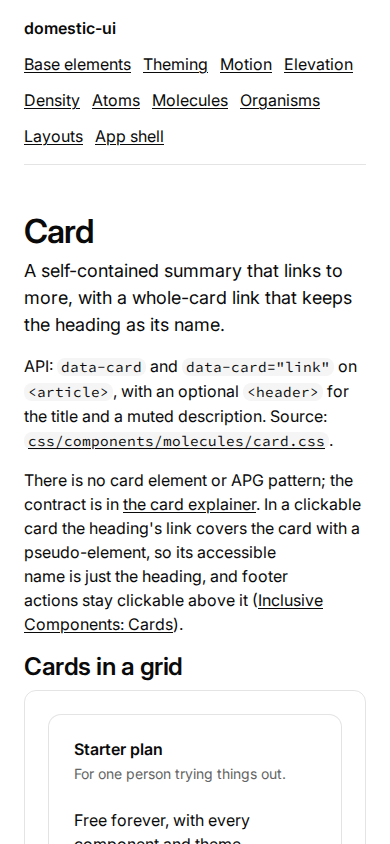 domestic-ui
Base elements Theming Motion Elevation
Density Atoms Molecules Organisms
Layouts App shell
Card
A self-contained summary that links to
more, with a whole-card link that keeps
the heading as its name.
API: data-card and data-card="link" on
<article>, with an optional <header> for
the title and a muted description. Source:
css/components/molecules/card.css.
There is no card element or APG pattern; the
contract is in the card explainer. In a clickable
card the heading's link covers the card with a
pseudo-element, so its accessible
name is just the heading, and footer
actions stay clickable above it (Inclusive
Components: Cards).
Cards in a grid
Starter plan
For one person trying things out.
Free forever, with every
component and theme